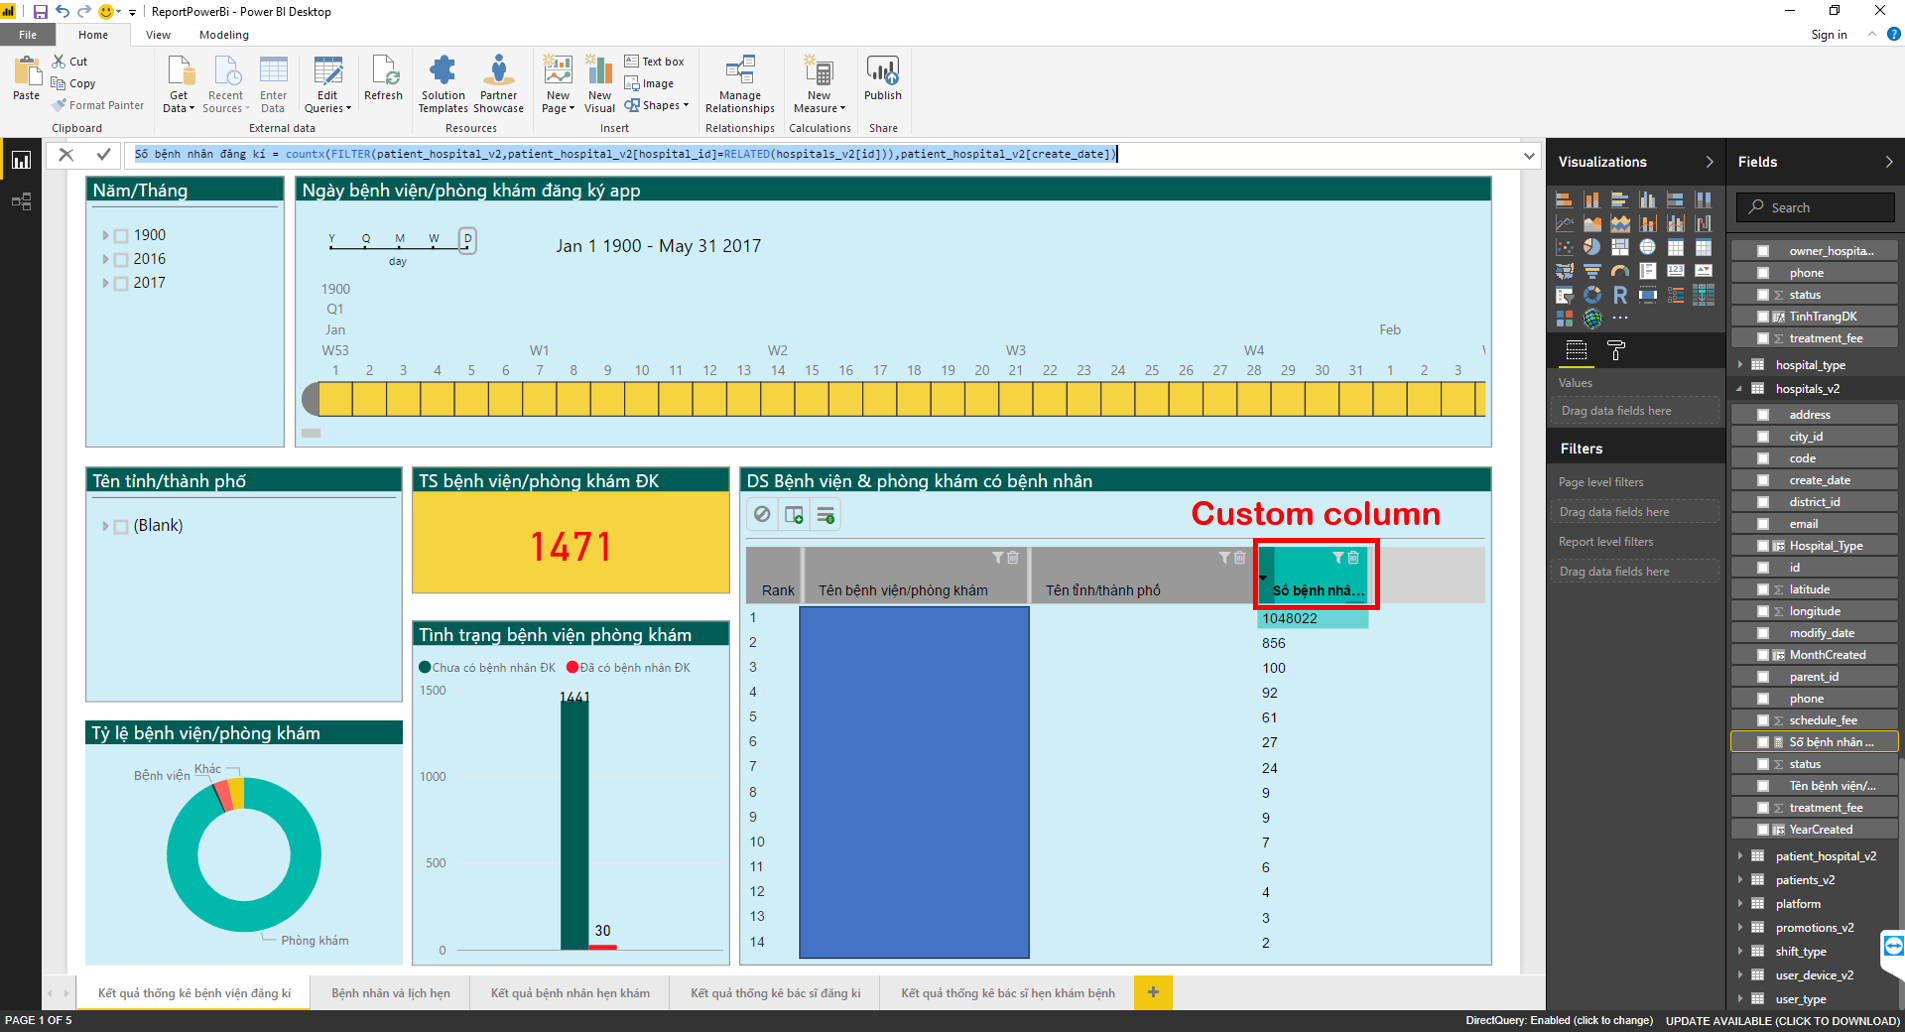 ReportPowerBi - Power BI Desktop
File Home View Modeling
Sign in
Paste
Cut
Copy
Format Painter
Clipboard
Get Data
Recent Sources
Enter Data
Edit Queries
Refresh
External data
Solution Templates
Partner Showcase
Resources
New Page
New Visual
Text box
Image
Shapes
Insert
Manage Relationships
Relationships
New Measure
Calculations
Publish
Share
Số bệnh nhân đăng kí = countx(FILTER(patient_hospital_v2,patient_hospital_v2[hospital_id]=RELATED(hospitals_v2[id])),patient_hospital_v2[create_date])
Năm/Tháng
1900
2016
2017
Ngày bệnh viện/phòng khám đăng ký app
Y Q M W D
day
Jan 1 1900 - May 31 2017
1900
Q1
Jan Feb
W53 W1 W2 W3 W4
1 2 3 4 5 6 7 8 9 10 11 12 13 14 15 16 17 18 19 20 21 22 23 24 25 26 27 28 29 30 31 1 2 3
Tên tỉnh/thành phố
(Blank)
TS bệnh viện/phòng khám ĐK
1471
Tình trạng bệnh viện phòng khám
Chưa có bệnh nhân ĐK Đã có bệnh nhân ĐK
1500
1441
1000
500
30
0
Tỷ lệ bệnh viện/phòng khám
Khác
Bệnh viện
Phòng khám
DS Bệnh viện & phòng khám có bệnh nhân
Custom column
Rank Tên bệnh viện/phòng khám Tên tỉnh/thành phố Số bệnh nhâ...
1 1048022
2 856
3 100
4 92
5 61
6 27
7 24
8 9
9 9
10 7
11 6
12 4
13 3
14 2
Visualizations
Values
Drag data fields here
Filters
Page level filters
Drag data fields here
Report level filters
Drag data fields here
Fields
Search
owner_hospita...
phone
status
TinhTrangDK
treatment_fee
hospital_type
hospitals_v2
address
city_id
code
create_date
district_id
email
Hospital_Type
id
latitude
longitude
modify_date
MonthCreated
parent_id
phone
schedule_fee
Số bệnh nhân ...
status
Tên bệnh viện/...
treatment_fee
YearCreated
patient_hospital_v2
patients_v2
platform
promotions_v2
shift_type
user_device_v2
user_type
Kết quả thống kê bệnh viện đăng kí
Bệnh nhân và lịch hẹn
Kết quả bệnh nhân hẹn khám
Kết quả thống kê bác sĩ đăng kí
Kết quả thống kê bác sĩ hẹn khám bệnh
+
PAGE 1 OF 5
DirectQuery: Enabled (click to change)
UPDATE AVAILABLE (CLICK TO DOWNLOAD)